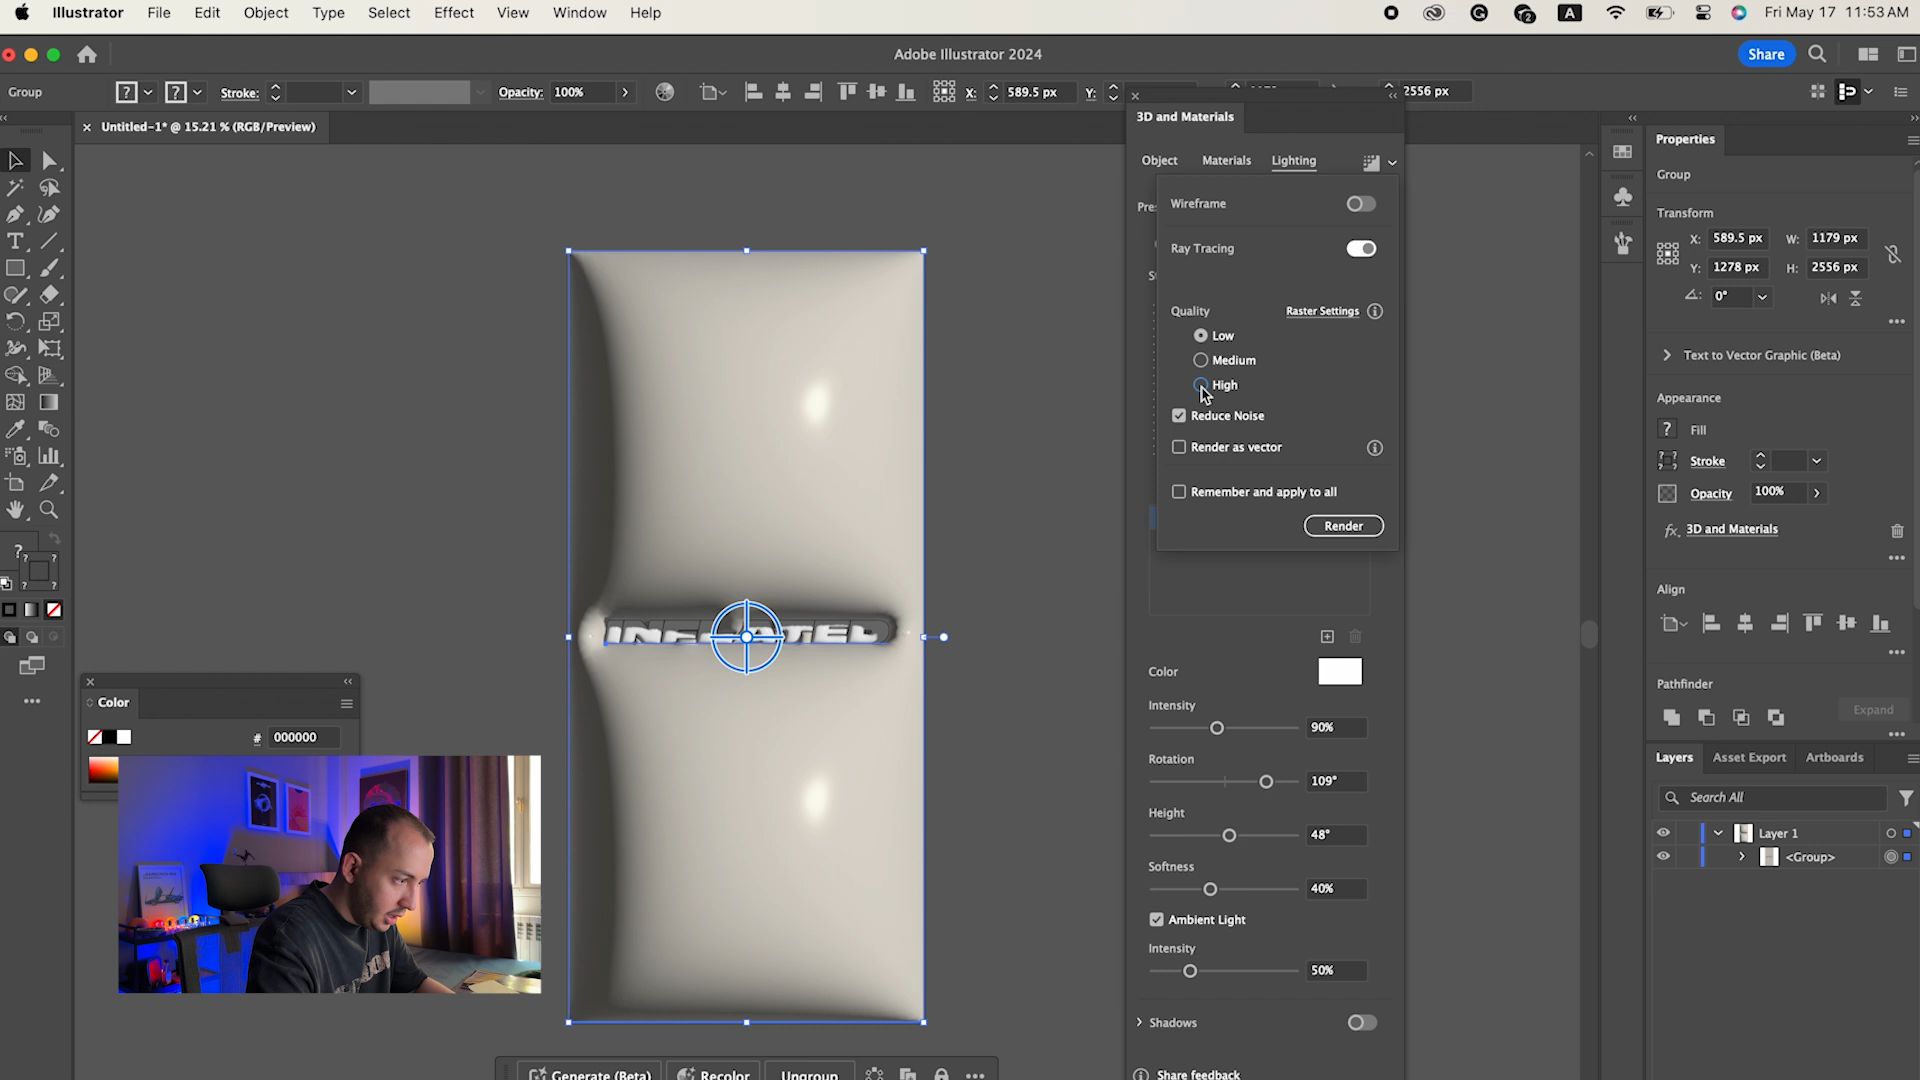 Illustrator File Edit Object Type Select Effect View Window Help
A 2 Fri May 17 11:53 AM
Adobe Illustrator 2024
Share
Group ? ? Stroke: Opacity: 100% X: 589.5 px Y: 2556 px
× Untitled-1* @ 15.21 % (RGB/Preview)
3D and Materials
Object Materials Lighting
Wireframe
Ray Tracing
Quality Raster Settings
Low
Medium
High
Reduce Noise
Render as vector
Remember and apply to all
Render
Color
Intensity
90%
Rotation
109°
Height
48°
Softness
40%
Ambient Light
Intensity
50%
Shadows
Share feedback
Properties
Group
Transform
X: 589.5 px W: 1179 px
Y: 1278 px H: 2556 px
0°
Text to Vector Graphic (Beta)
Appearance
? Fill
Stroke
Opacity 100%
fx 3D and Materials
Align
Pathfinder
Expand
Layers Asset Export Artboards
Search All
Layer 1
<Group>
Color
# 000000
Generate (Beta) Recolor Ungroup